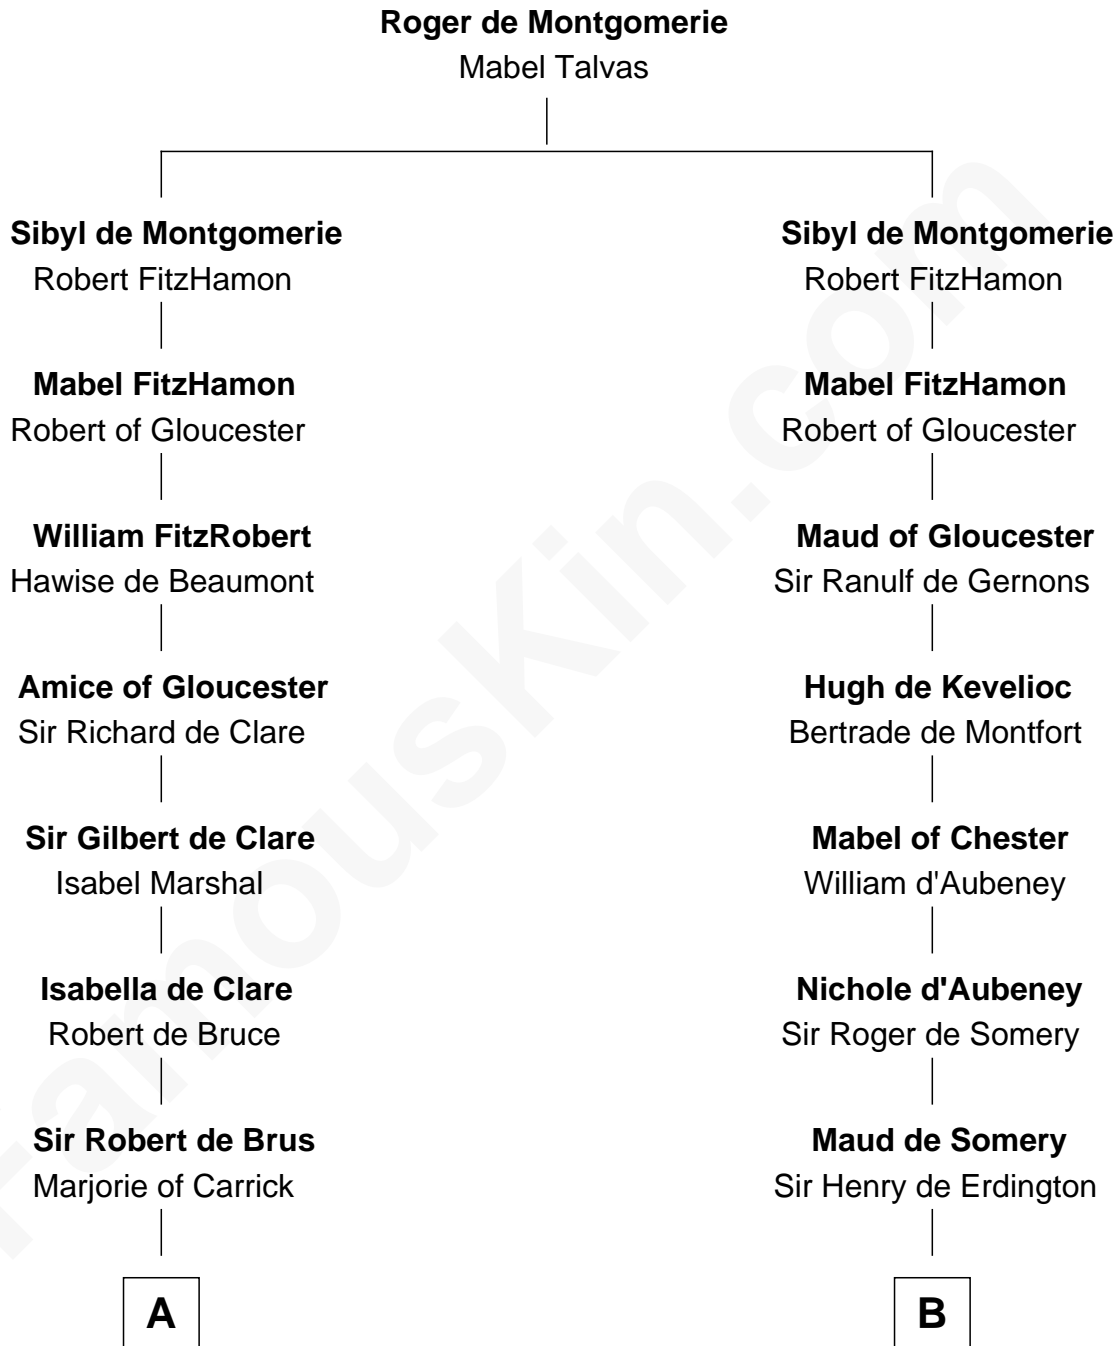 Roger de Montgomerie
Mabel Talvas
Sibyl de Montgomerie
Robert FitzHamon
Sibyl de Montgomerie
Robert FitzHamon
Mabel FitzHamon
Robert of Gloucester
Mabel FitzHamon
Robert of Gloucester
William FitzRobert
Hawise de Beaumont
Maud of Gloucester
Sir Ranulf de Gernons
Amice of Gloucester
Sir Richard de Clare
Hugh de Kevelioc
Bertrade de Montfort
Sir Gilbert de Clare
Isabel Marshal
Mabel of Chester
William d'Aubeney
Isabella de Clare
Robert de Bruce
Nichole d'Aubeney
Sir Roger de Somery
Sir Robert de Brus
Marjorie of Carrick
Maud de Somery
Sir Henry de Erdington
A
B
FamousKin.com